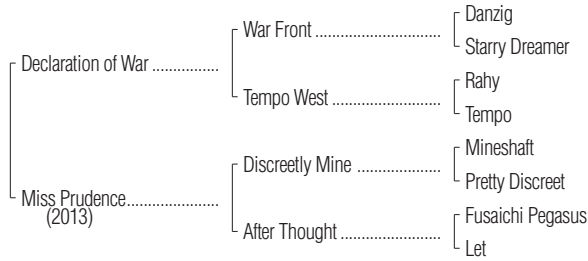 Danzig
War Front
Starry Dreamer
Declaration of War
Rahy
Tempo West
Tempo
Mineshaft
Discreetly Mine
Pretty Discreet
Miss Prudence
(2013)
Fusaichi Pegasus
After Thought
Let